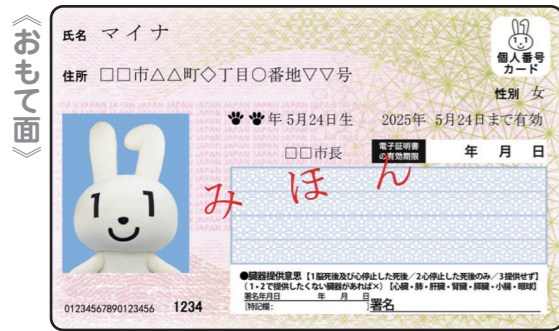 《おもて面》
氏名 マイナ
個人番号
カード
住所 □□市△△町◇丁目○番地▽▽号
性別 女
年 5月24日生 2025年 5月24日まで有効
□□市長 電子証明書の有効期限 年 月 日
みほん
●臓器提供意思【1脳死後及び心停止した死後/2心停止した死後のみ/3提供せず】
(1・2で提供したくない臓器があれば×)【心臓・肺・肝臓・腎臓・膵臓・小腸・眼球】
署名年月日 年 月 日
[特記欄: ]署名
01234567890123456 1234